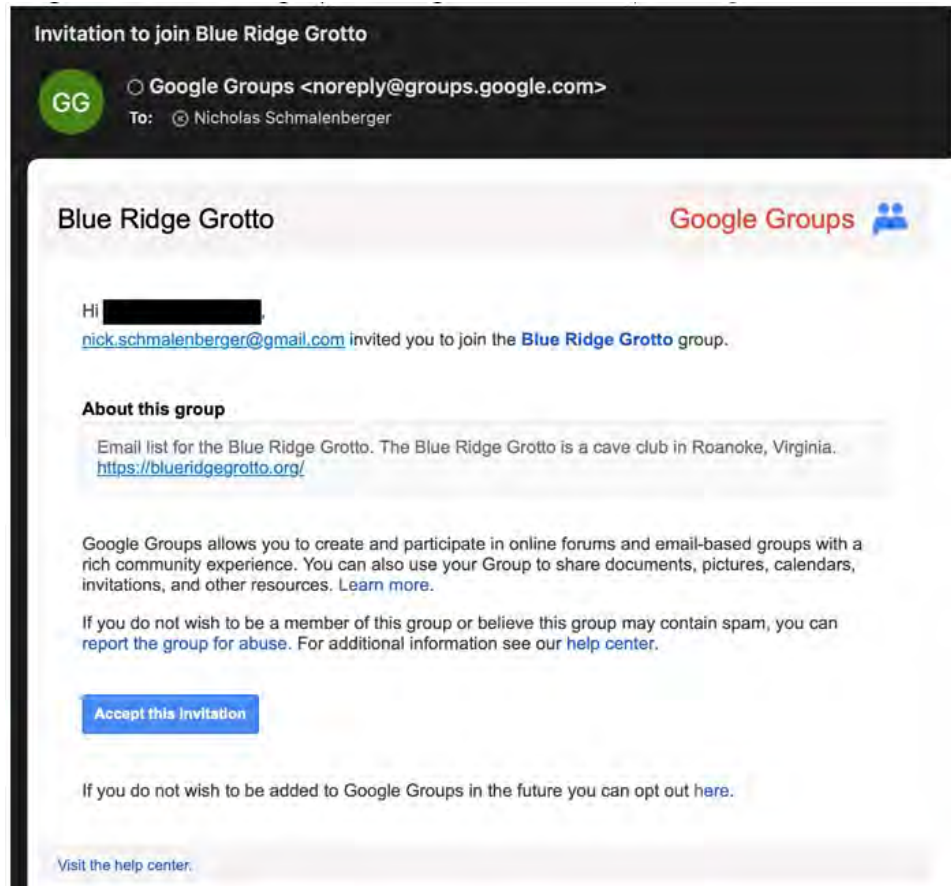 Invitation to join Blue Ridge Grotto
GG
Google Groups <noreply@groups.google.com>
To: Nicholas Schmalenberger
Blue Ridge Grotto
Google Groups
Hi ,
nick.schmalenberger@gmail.com invited you to join the Blue Ridge Grotto group.
About this group
Email list for the Blue Ridge Grotto. The Blue Ridge Grotto is a cave club in Roanoke, Virginia.
https://blueridgegrotto.org/
Google Groups allows you to create and participate in online forums and email-based groups with a
rich community experience. You can also use your Group to share documents, pictures, calendars,
invitations, and other resources. Learn more.
If you do not wish to be a member of this group or believe this group may contain spam, you can
report the group for abuse. For additional information see our help center.
Accept this invitation
If you do not wish to be added to Google Groups in the future you can opt out here.
Visit the help center.